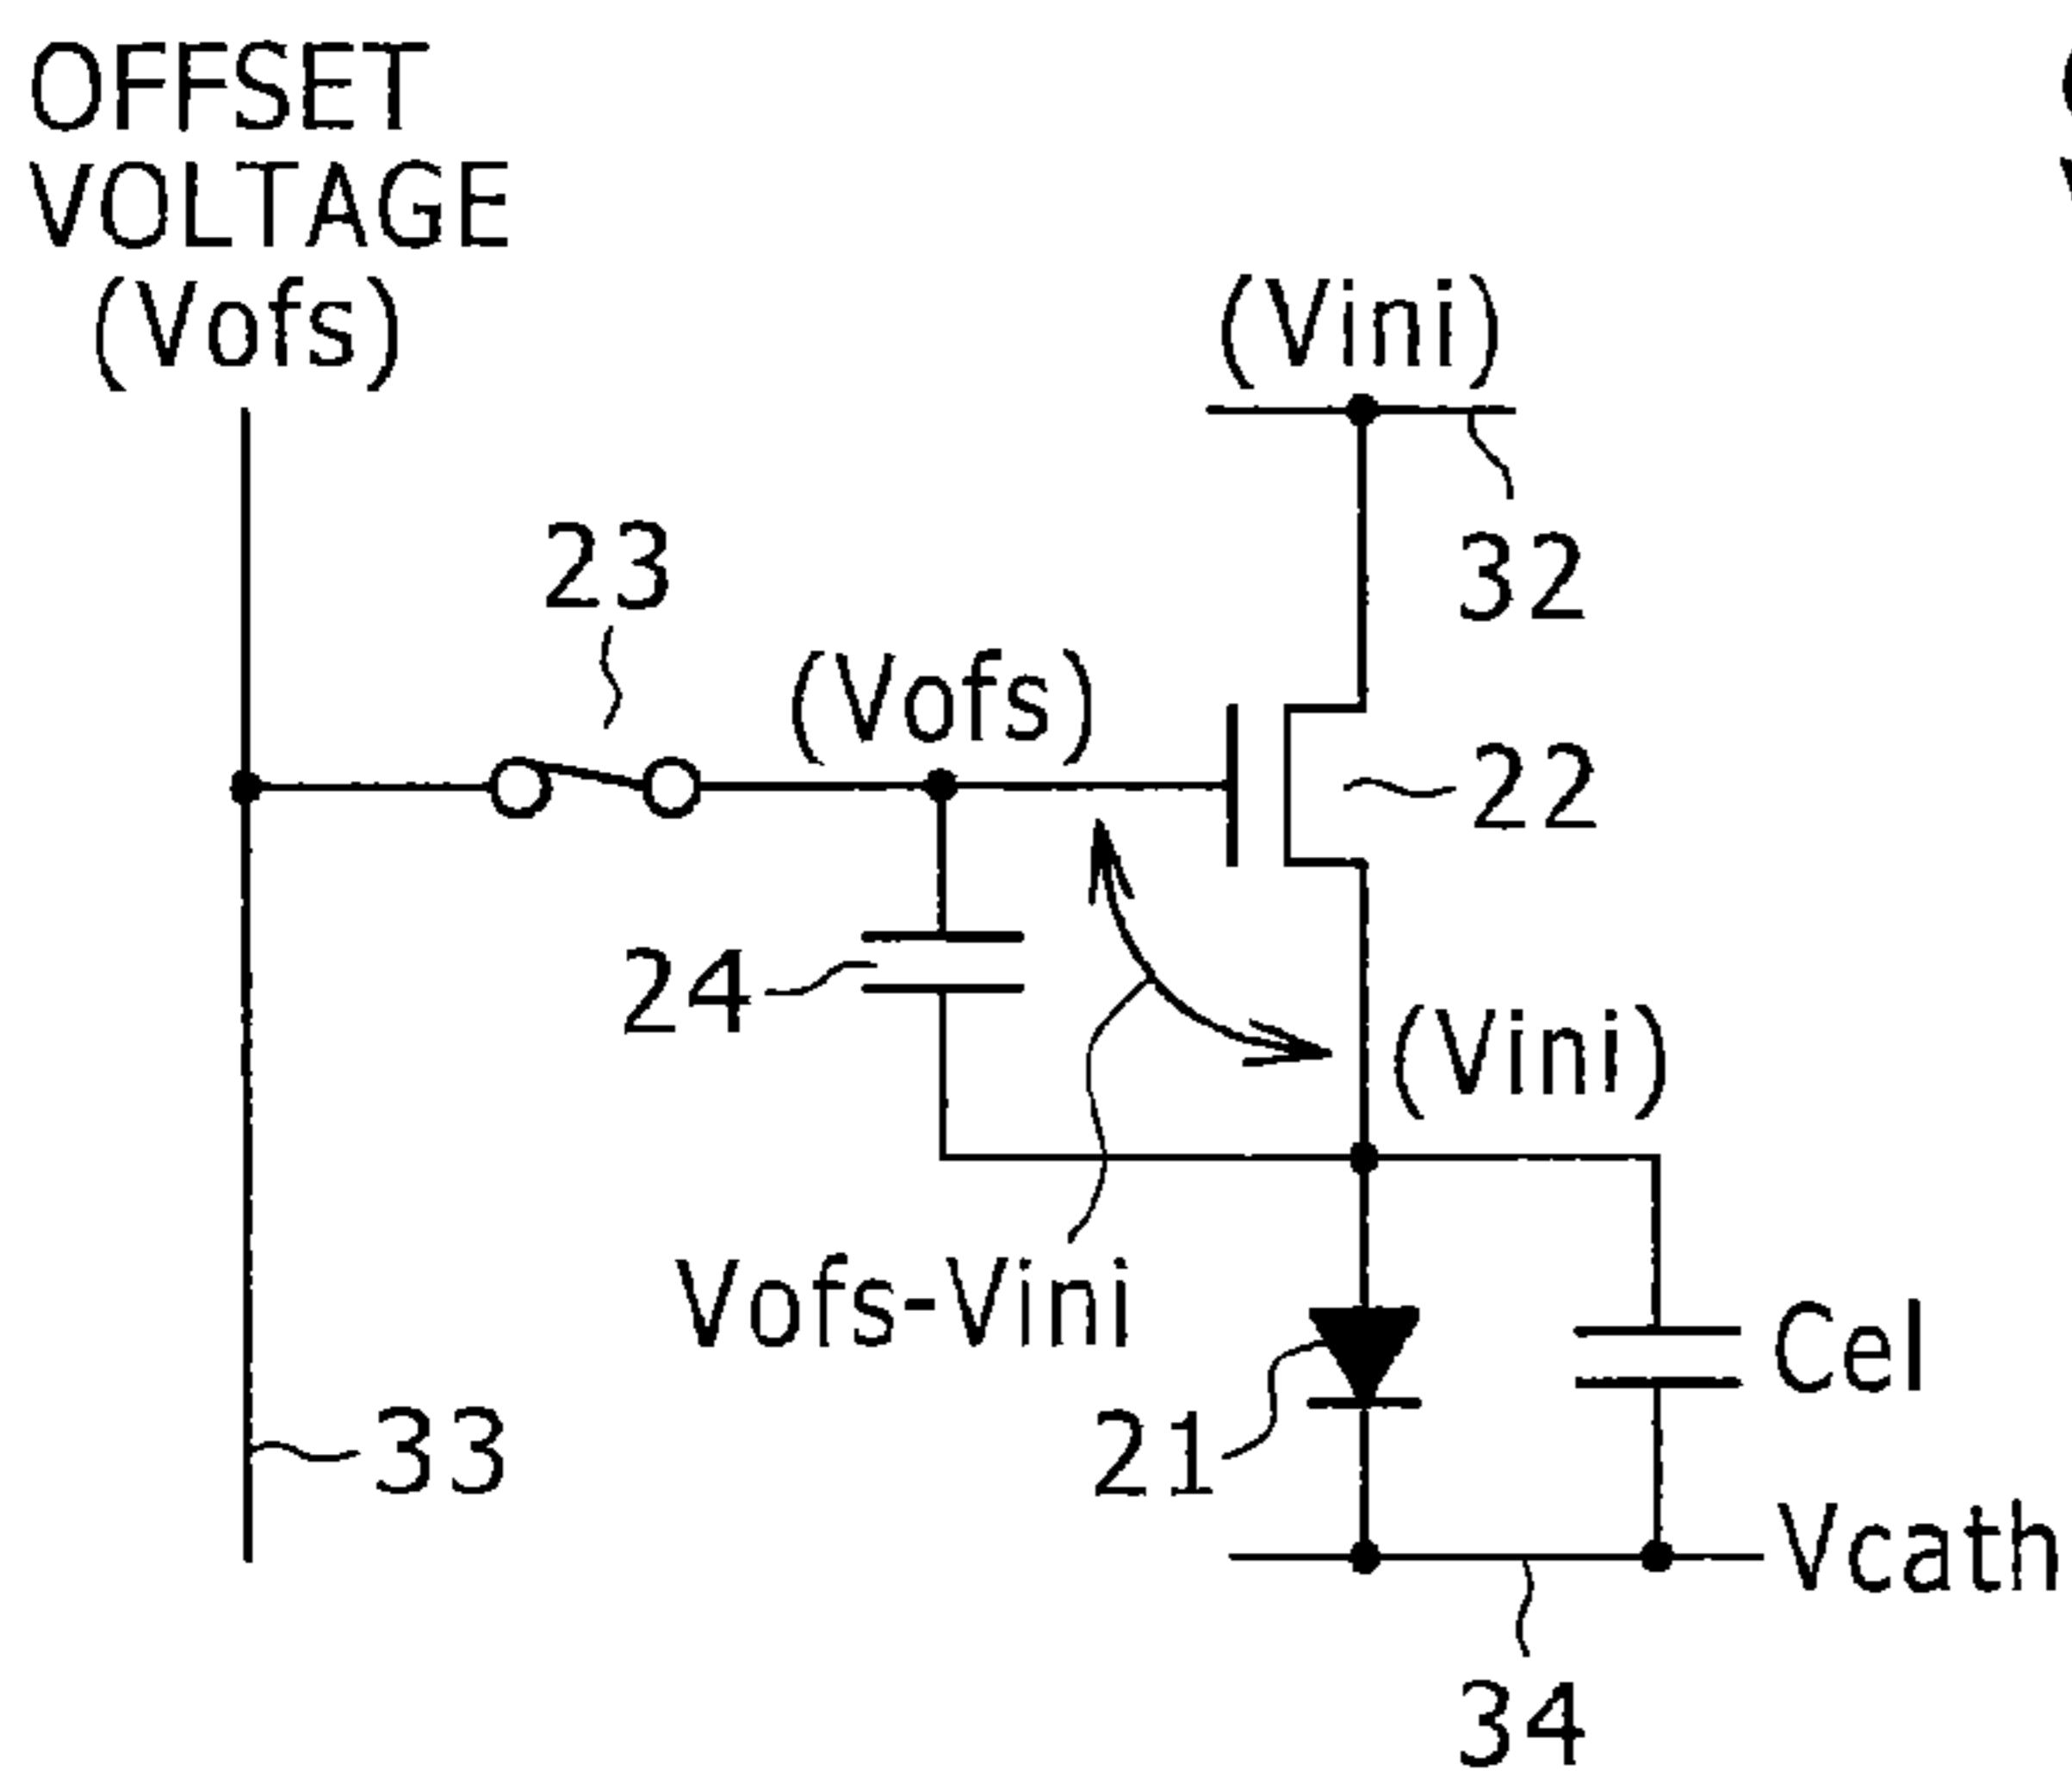 OFFSET
VOLTAGE
(Vofs)
(Vini)
32
23
(Vofs)
22
24
(Vini)
Vofs-Vini
Cel
21
33
Vcath
34